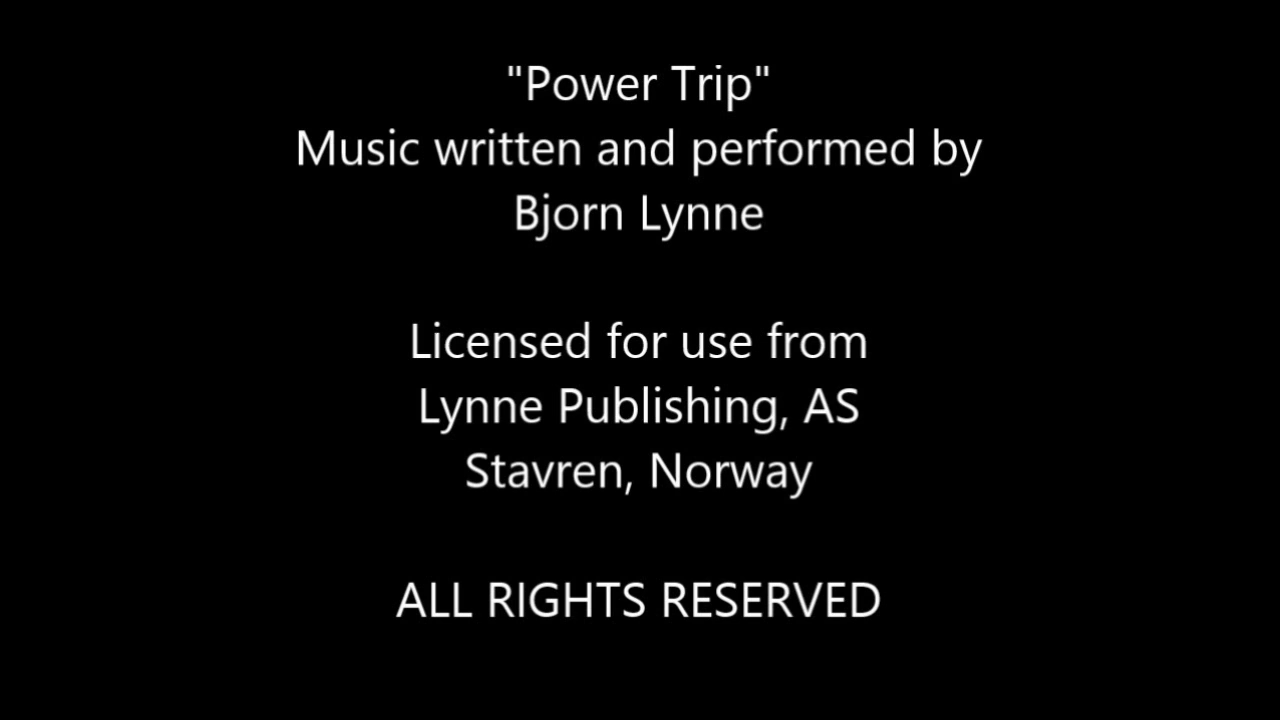 "Power Trip"
Music written and performed by
Bjorn Lynne
Licensed for use from
Lynne Publishing, AS
Stavren, Norway
ALL RIGHTS RESERVED